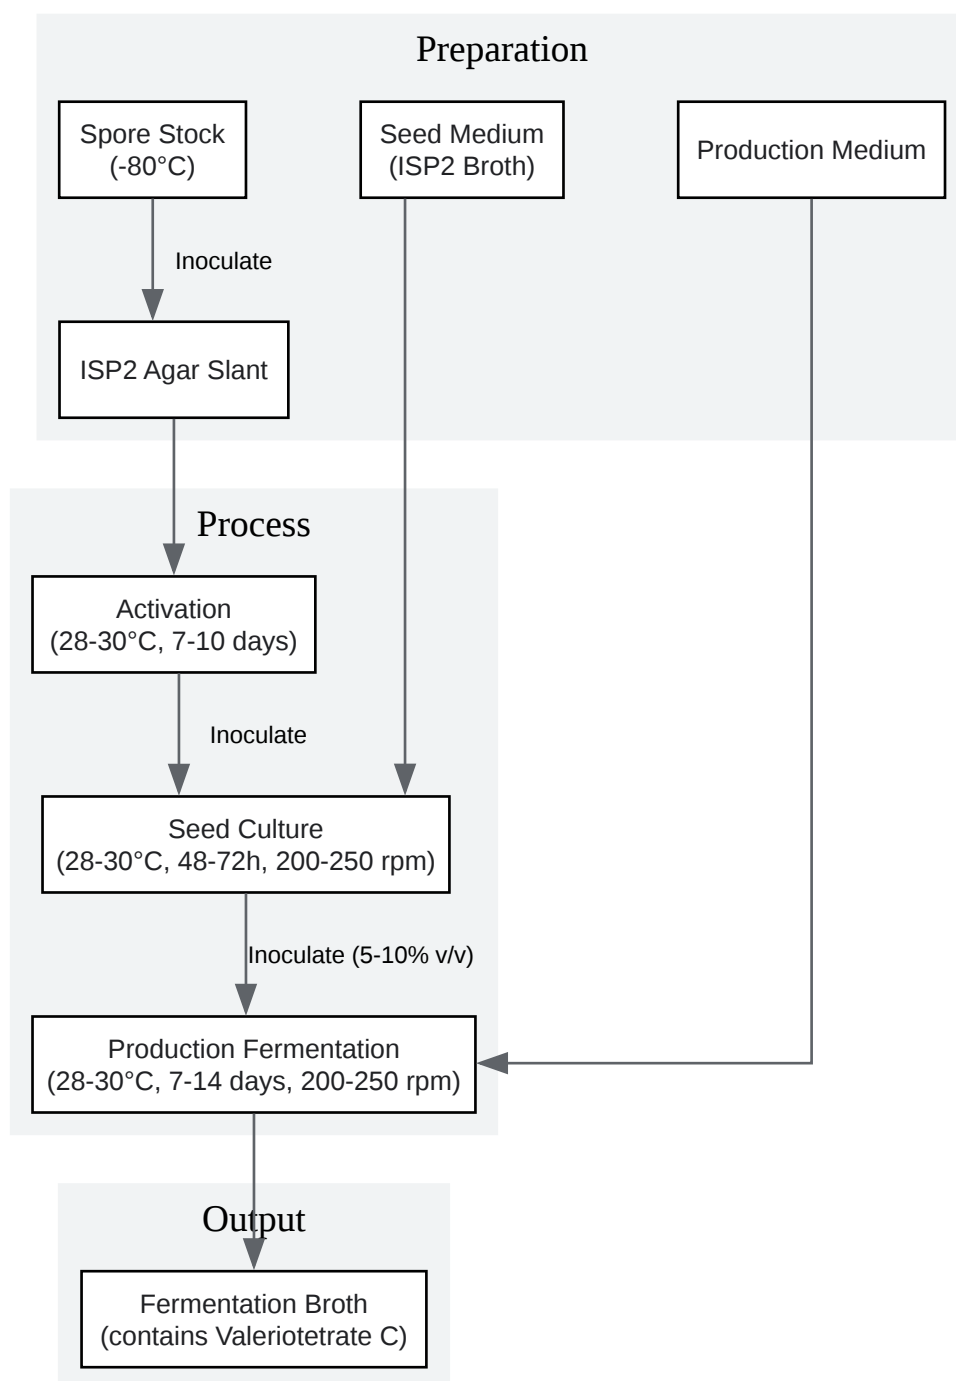 Preparation
Spore Stock
(-80°C)
Seed Medium
(ISP2 Broth)
Production Medium
Inoculate
ISP2 Agar Slant
Process
Activation
(28-30°C, 7-10 days)
Inoculate
Seed Culture
(28-30°C, 48-72h, 200-250 rpm)
Inoculate (5-10% v/v)
Production Fermentation
(28-30°C, 7-14 days, 200-250 rpm)
Output
Fermentation Broth
(contains Valeriotetrate C)